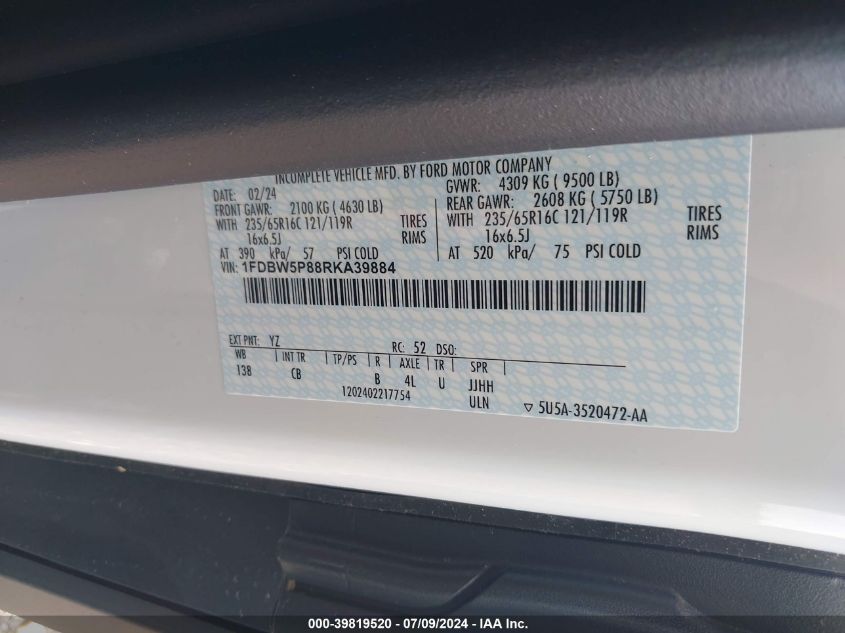 INCOMPLETE VEHICLE MFD. BY FORD MOTOR COMPANY
DATE: 02/24 GVWR: 4309 KG ( 9500 LB)
FRONT GAWR: 2100 KG ( 4630 LB) REAR GAWR: 2608 KG ( 5750 LB)
WITH 235/65R16C 121/119R TIRES WITH 235/65R16C 121/119R TIRES
16x6.5J RIMS 16x6.5J RIMS
AT 390 kPa/ 57 PSI COLD AT 520 kPa/ 75 PSI COLD
VIN: 1FDBW5P88RKA39884
EXT PNT: YZ RC: 52 DSO:
WB INT TR TP/PS R AXLE TR SPR
138 CB B 4L U JJHH
1202402217754 ULN ▽ 5U5A-3520472-AA
000-39819520 / 07/09/2024 - IAA Inc.